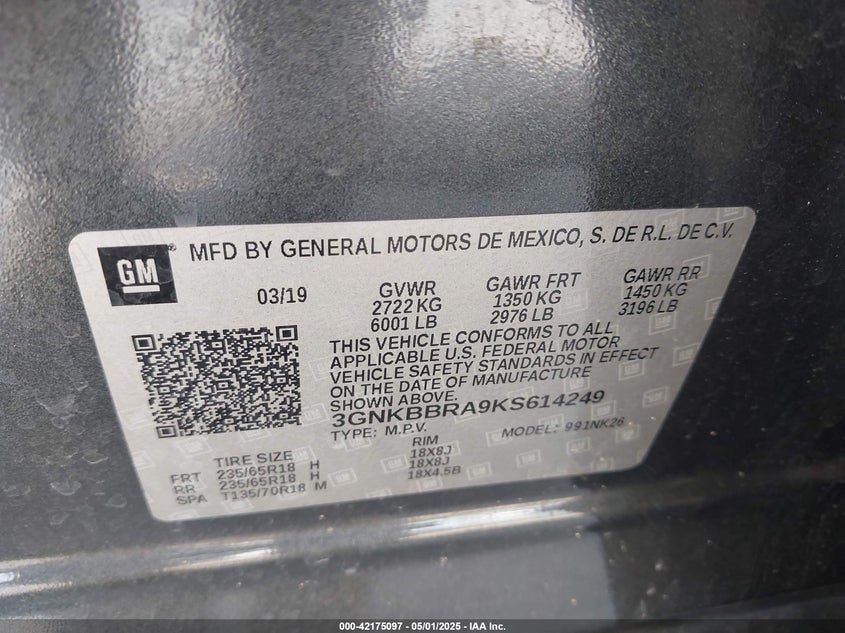 GM
MFD BY GENERAL MOTORS DE MEXICO, S. DE R.L. DE C.V.
03/19 GVWR GAWR FRT GAWR RR
2722 KG 1350 KG 1450 KG
6001 LB 2976 LB 3196 LB
THIS VEHICLE CONFORMS TO ALL
APPLICABLE U.S. FEDERAL MOTOR
VEHICLE SAFETY STANDARDS IN EFFECT
ON THE DATE OF MANUFACTURE
SHOWN ABOVE.
3GNKBBRA9KS614249
TYPE: M.P.V. MODEL: 991NK26
TIRE SIZE RIM
FRT 235/65R18 H 18X8J
RR 235/65R18 H 18X8J
SPA T135/70R18 M 18X4.5B
000-42175097 - 05/01/2025 - IAA Inc.